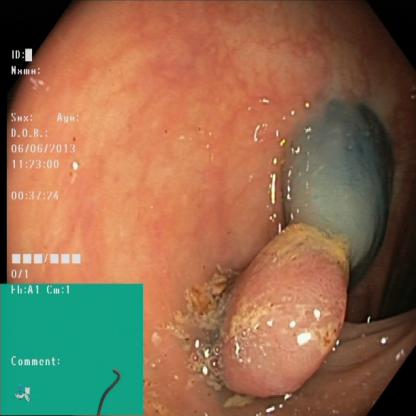 ID:
Name:
Sex: Age:
D.O.B.:
06/06/2013
11:23:00
00:37:24
■■■/■■■
0/1
Eh:A1 Cm:1
Comment: